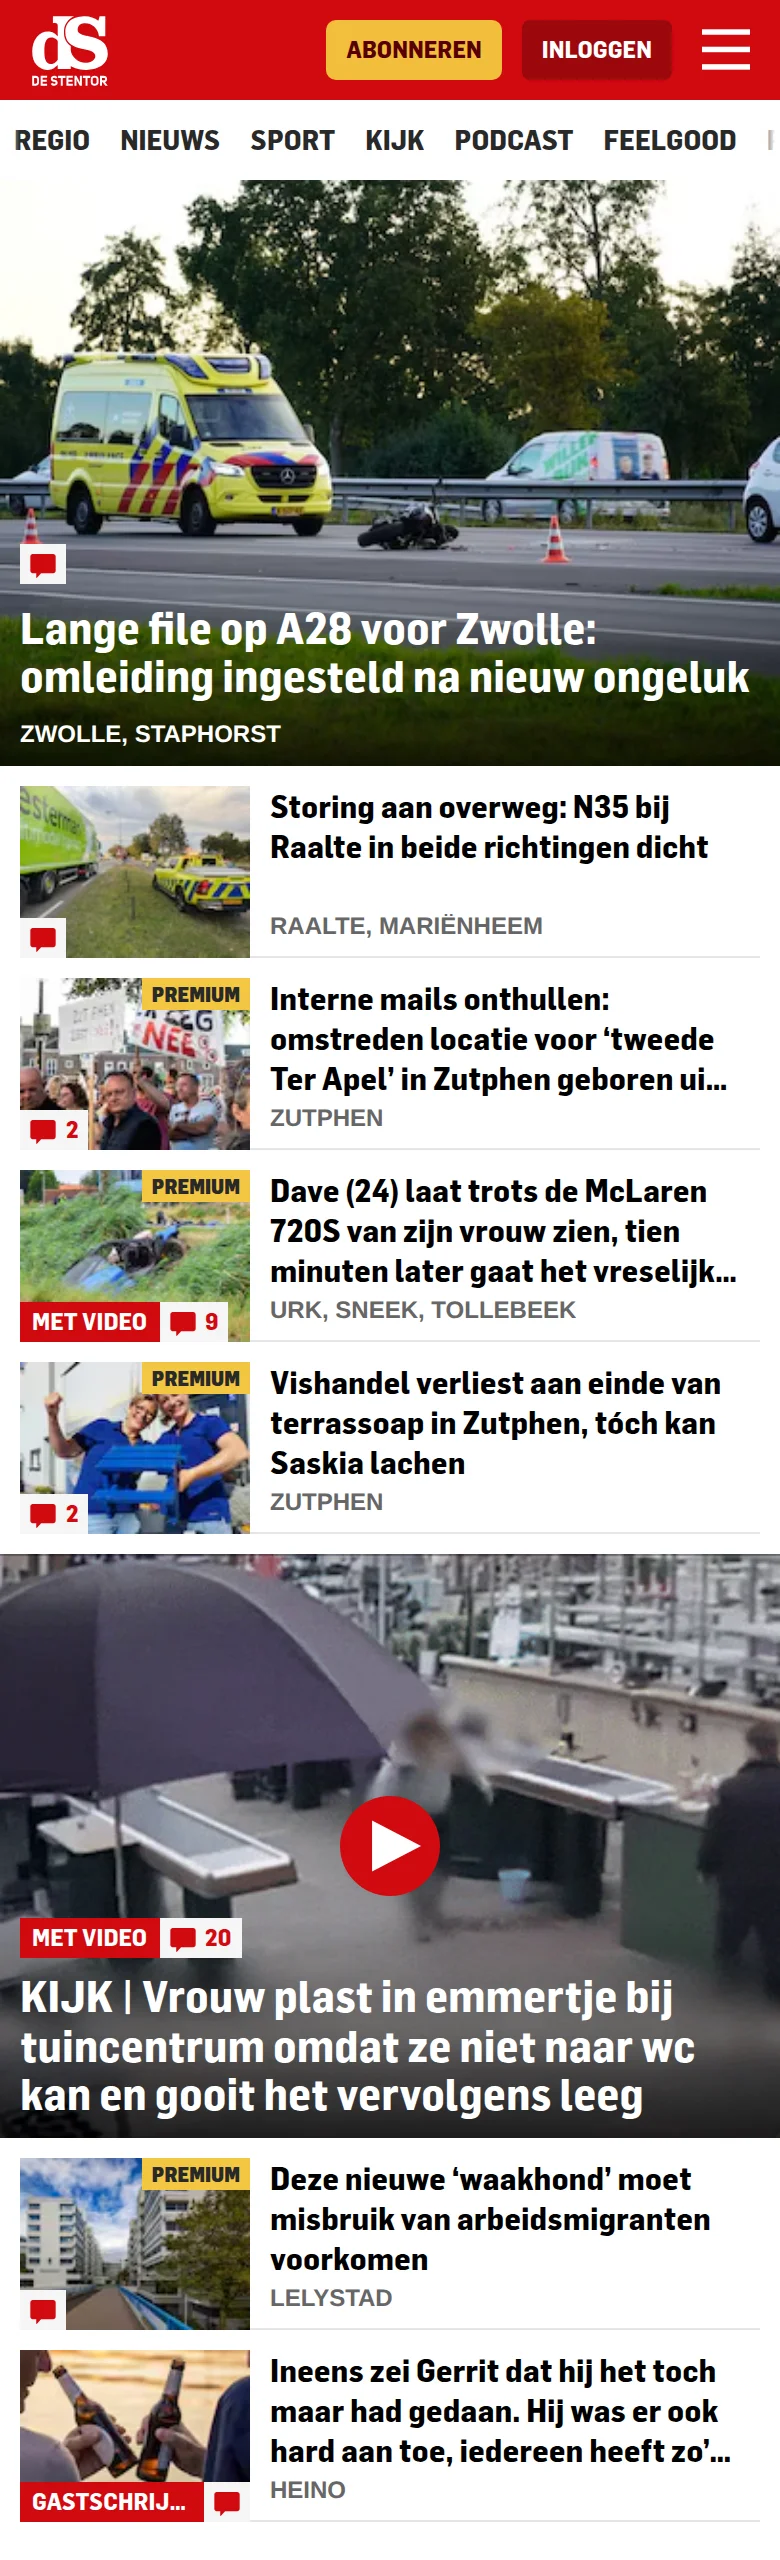 dS
DE STENTOR
ABONNEREN
INLOGGEN
REGIO NIEUWS SPORT KIJK PODCAST FEELGOOD
Lange file op A28 voor Zwolle:
omleiding ingesteld na nieuw ongeluk
ZWOLLE, STAPHORST
Storing aan overweg: N35 bij
Raalte in beide richtingen dicht
RAALTE, MARIËNHEEM
PREMIUM
NEE
2
Interne mails onthullen:
omstreden locatie voor ‘tweede
Ter Apel’ in Zutphen geboren ui...
ZUTPHEN
PREMIUM
MET VIDEO
9
Dave (24) laat trots de McLaren
720S van zijn vrouw zien, tien
minuten later gaat het vreselijk...
URK, SNEEK, TOLLEBEEK
PREMIUM
2
Vishandel verliest aan einde van
terrassoap in Zutphen, tóch kan
Saskia lachen
ZUTPHEN
MET VIDEO
20
KIJK | Vrouw plast in emmertje bij
tuincentrum omdat ze niet naar wc
kan en gooit het vervolgens leeg
PREMIUM
Deze nieuwe ‘waakhond’ moet
misbruik van arbeidsmigranten
voorkomen
LELYSTAD
GASTSCHRIJ...
Ineens zei Gerrit dat hij het toch
maar had gedaan. Hij was er ook
hard aan toe, iedereen heeft zo’...
HEINO